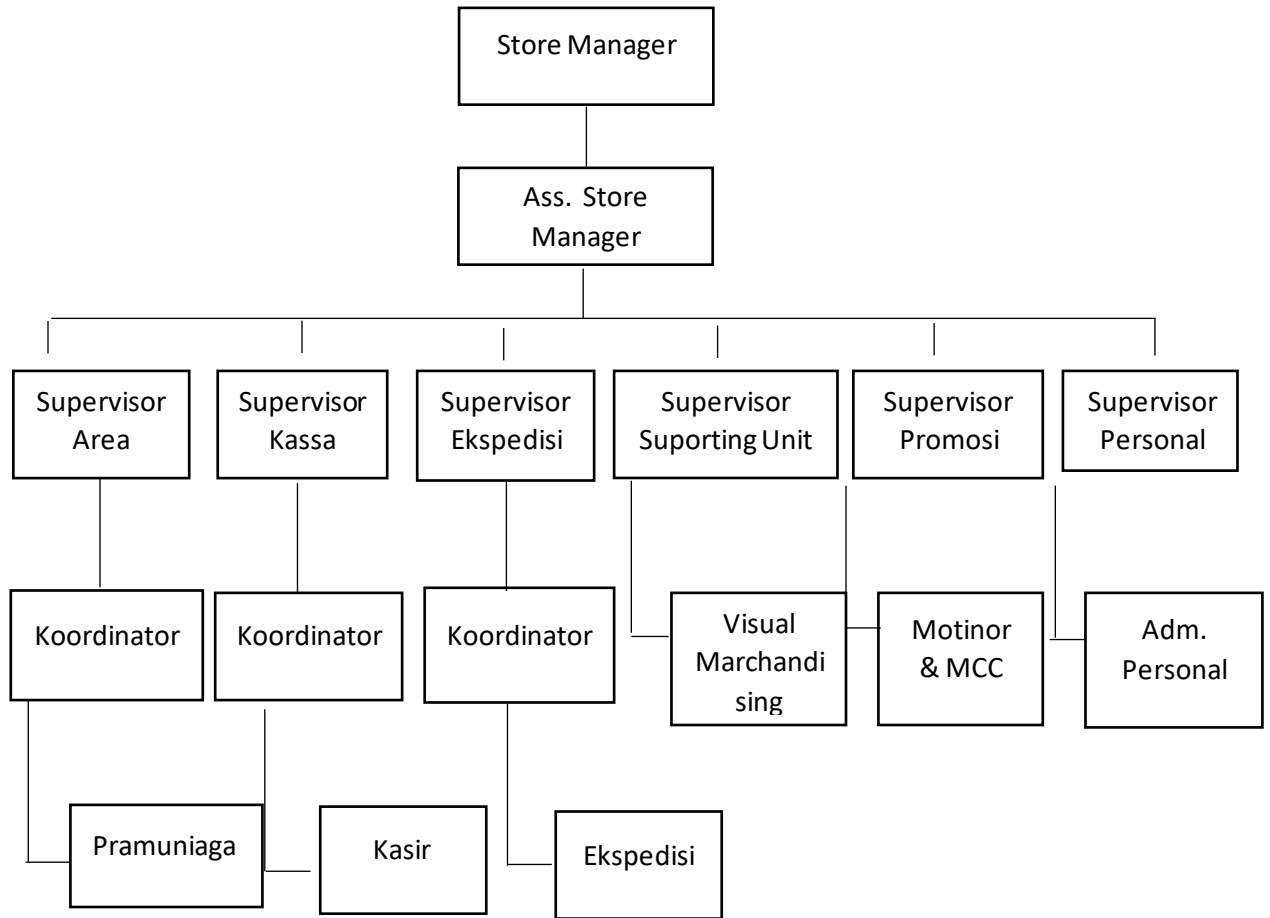 Store Manager
Ass. Store
Manager
Supervisor
Area
Supervisor
Kassa
Supervisor
Ekspedisi
Supervisor
Suporting Unit
Supervisor
Promosi
Supervisor
Personal
Koordinator
Koordinator
Koordinator
Visual
Marchandi
sing
Motinor
& MCC
Adm.
Personal
Pramuniaga
Kasir
Ekspedisi